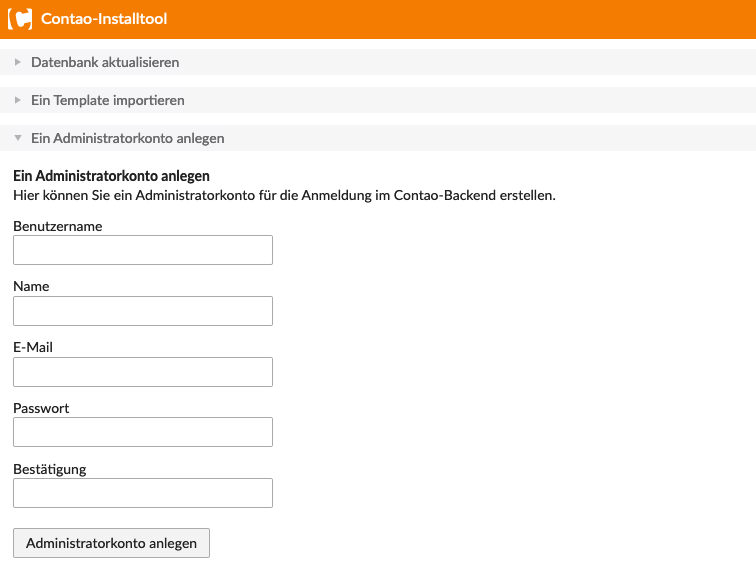 Contao-Installtool
Datenbank aktualisieren
Ein Template importieren
Ein Administratorkonto anlegen
Ein Administratorkonto anlegen
Hier können Sie ein Administratorkonto für die Anmeldung im Contao-Backend erstellen.
Benutzername
Name
E-Mail
Passwort
Bestätigung
Administratorkonto anlegen